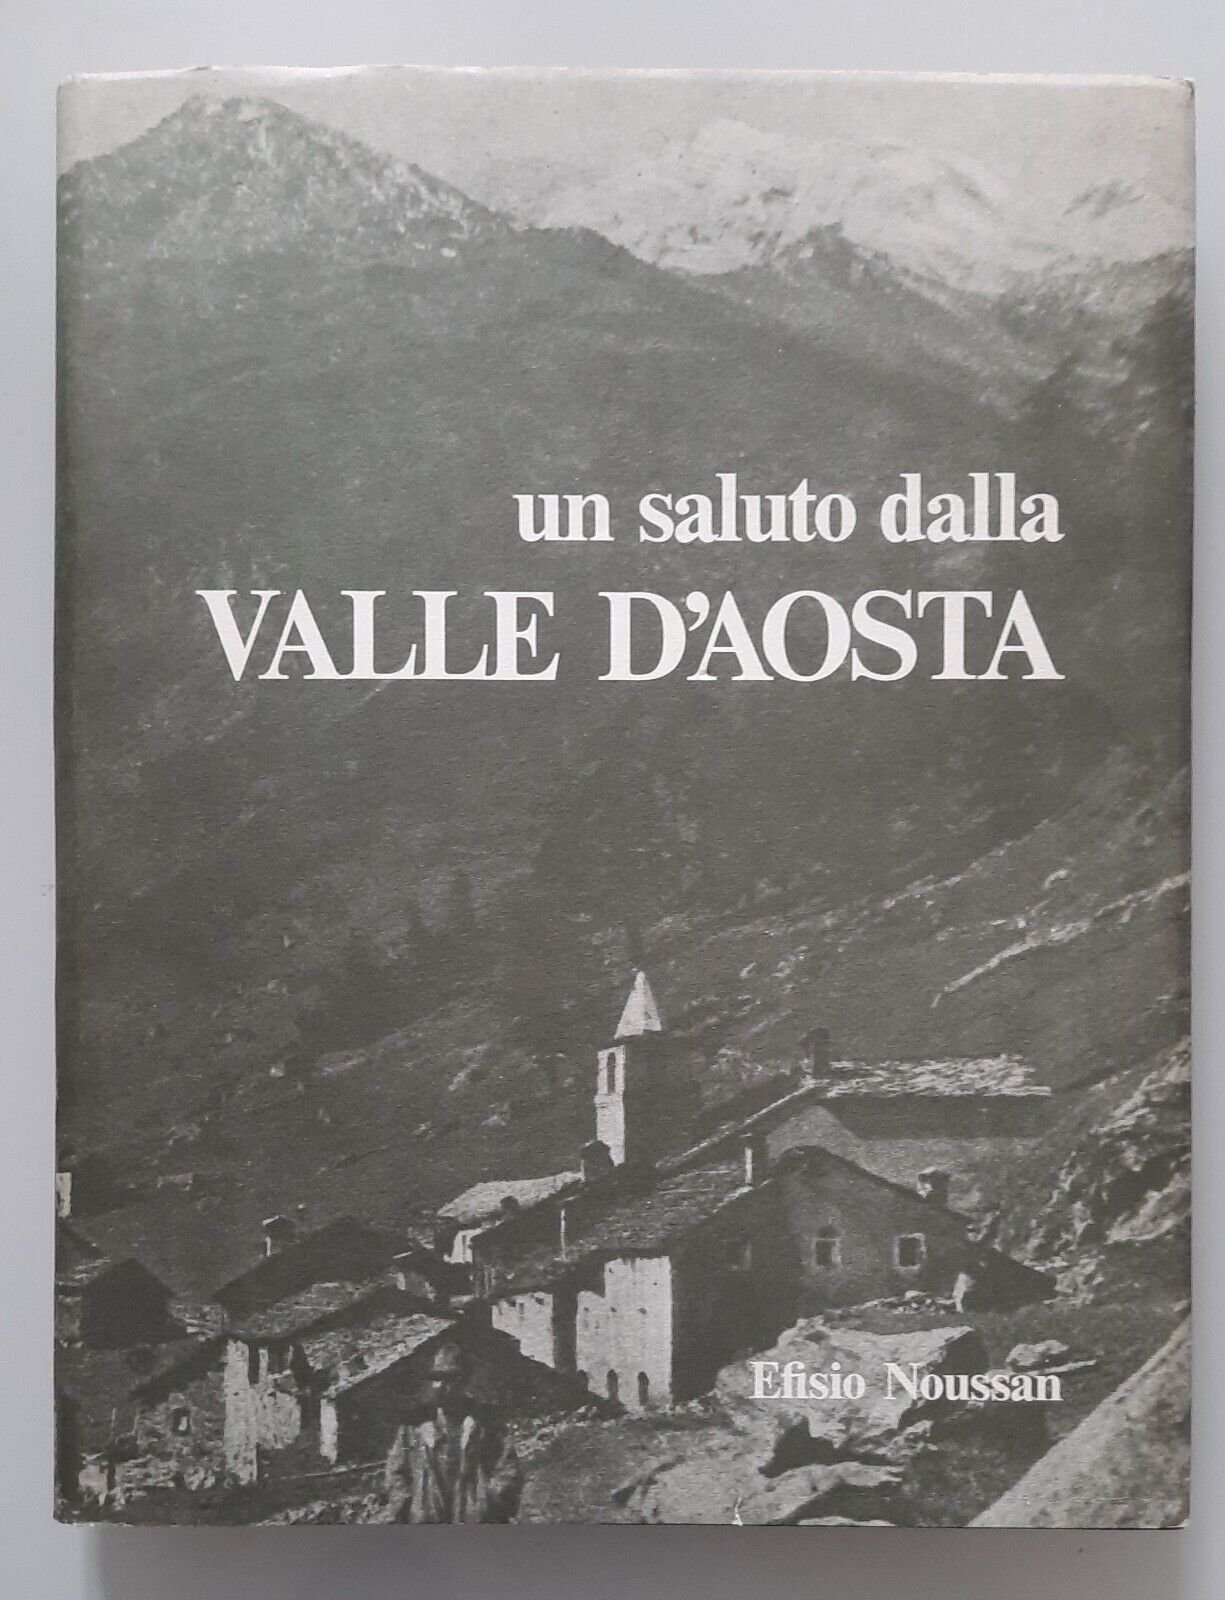 un saluto dalla
VALLE D'AOSTA
Efisio Noussan